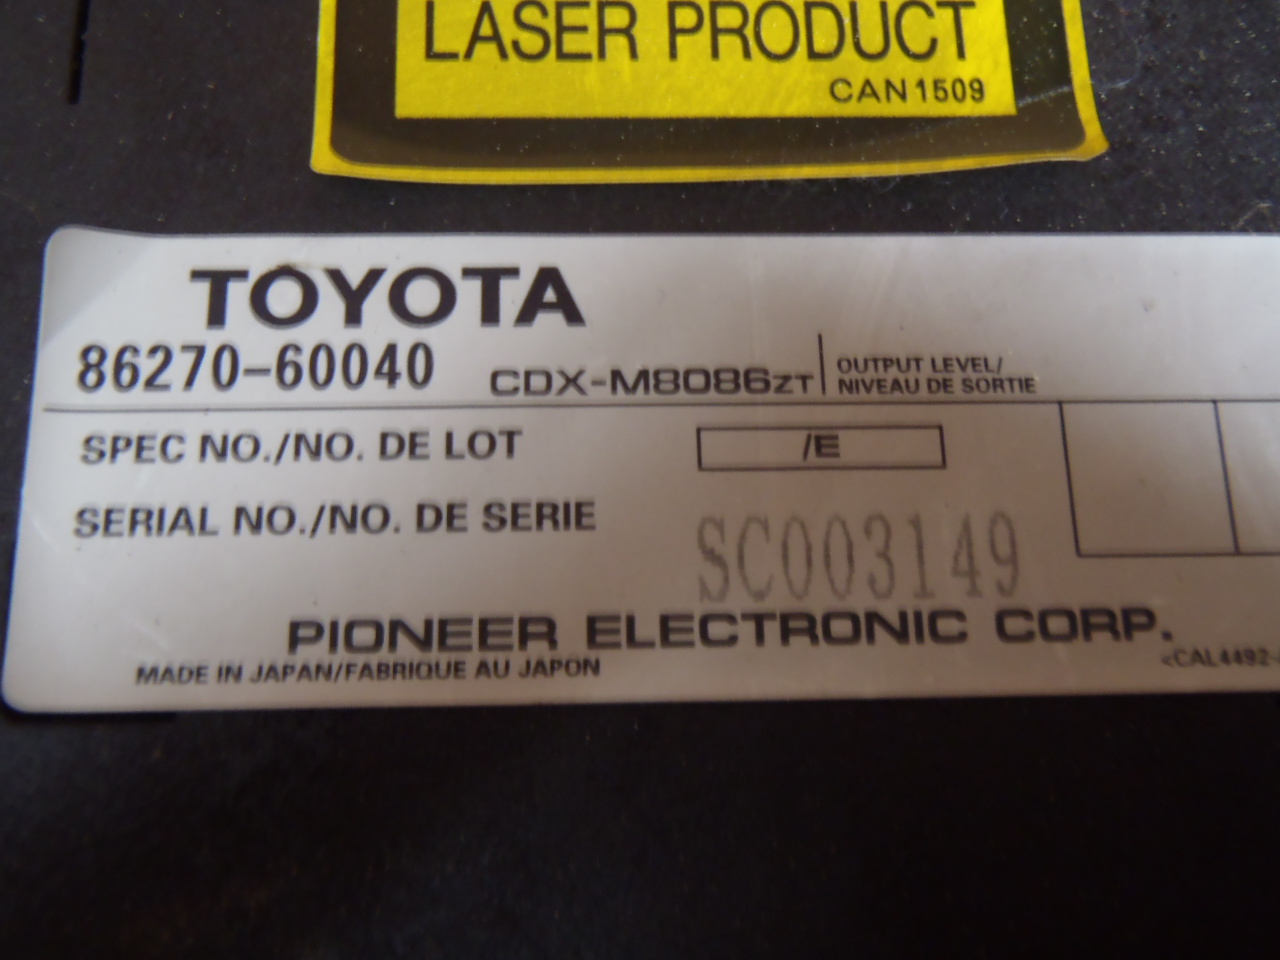 LASER PRODUCT
CAN1509
TOYOTA
86270-60040 CDX-M8086ZT OUTPUT LEVEL/
NIVEAU DE SORTIE
SPEC NO./NO. DE LOT /E
SERIAL NO./NO. DE SERIE SC003149
PIONEER ELECTRONIC CORP.
MADE IN JAPAN/FABRIQUE AU JAPON <CAL4492-